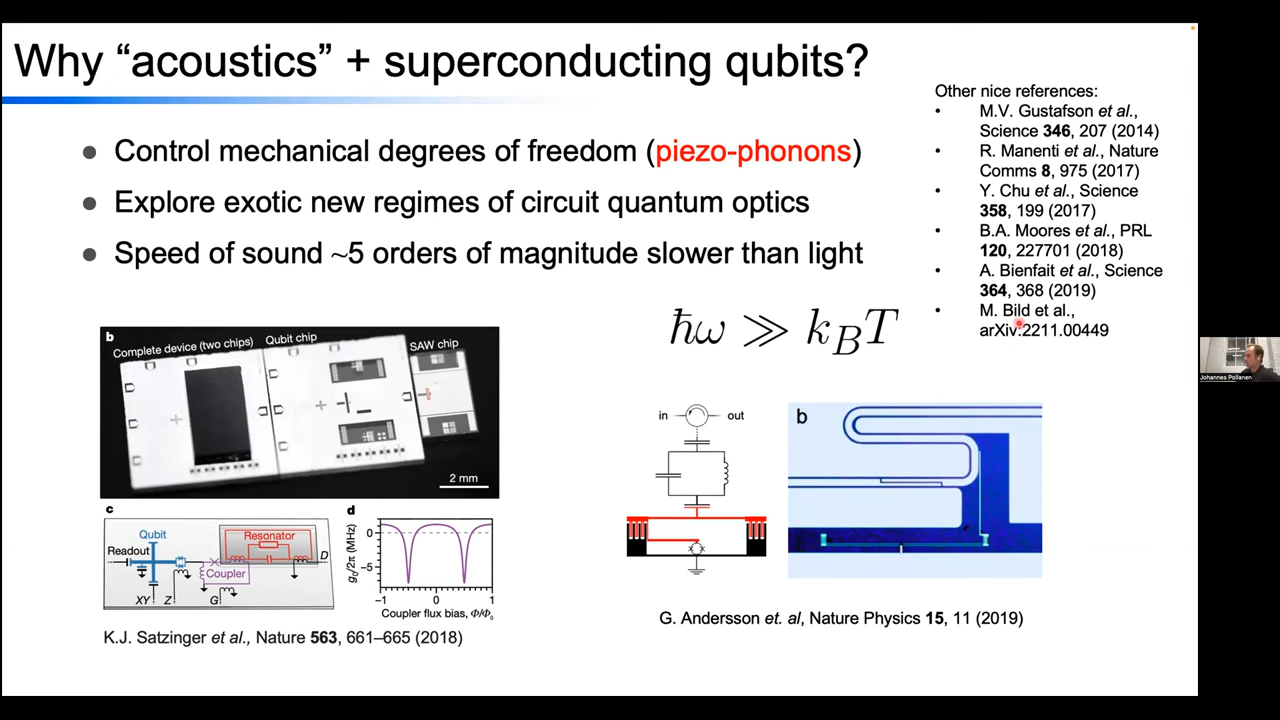 Why “acoustics” + superconducting qubits?
Other nice references:
• M.V. Gustafson et al.,
Science 346, 207 (2014)
• R. Manenti et al., Nature
Comms 8, 975 (2017)
• Y. Chu et al., Science
358, 199 (2017)
• B.A. Moores et al., PRL
120, 227701 (2018)
• A. Bienfait et al., Science
364, 368 (2019)
• M. Bild et al.,
arXiv:2211.00449
● Control mechanical degrees of freedom (piezo-phonons)
● Explore exotic new regimes of circuit quantum optics
● Speed of sound ~5 orders of magnitude slower than light
ħω ≫ k_BT
b
Complete device (two chips)
Qubit chip
SAW chip
2 mm
c
Qubit
Readout
Resonator
D
Coupler
XY
Z
G
d
g₀/2π (MHz)
0
−5
−1
0
1
Coupler flux bias, Φ/Φ₀
K.J. Satzinger et al., Nature 563, 661–665 (2018)
in
out
b
G. Andersson et. al, Nature Physics 15, 11 (2019)
Johannes Pollanen